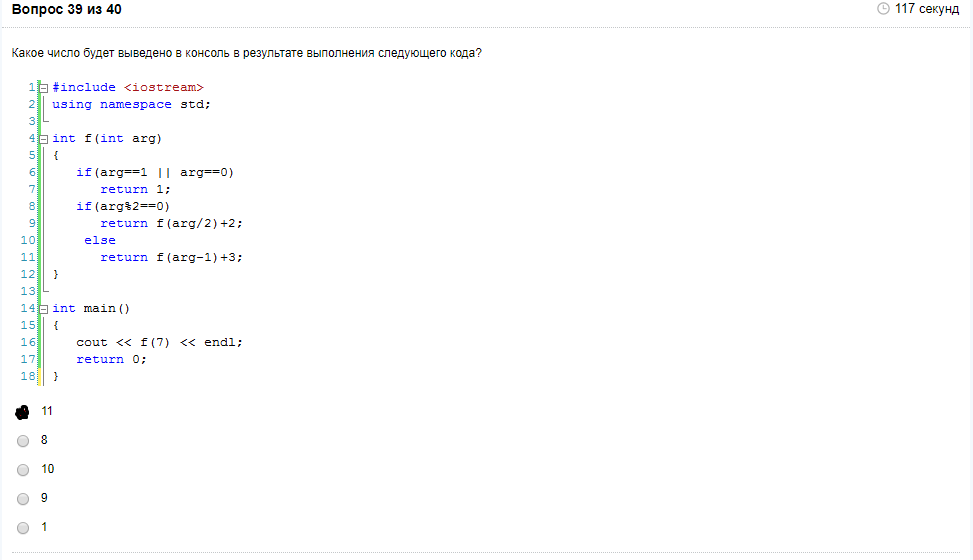 Вопрос 39 из 40
117 секунд
Какое число будет выведено в консоль в результате выполнения следующего кода?
1 #include <iostream>
2 using namespace std;
3
4 int f(int arg)
5 {
6 if(arg==1 || arg==0)
7 return 1;
8 if(arg%2==0)
9 return f(arg/2)+2;
10 else
11 return f(arg-1)+3;
12 }
13
14 int main()
15 {
16 cout << f(7) << endl;
17 return 0;
18 }
11
8
10
9
1